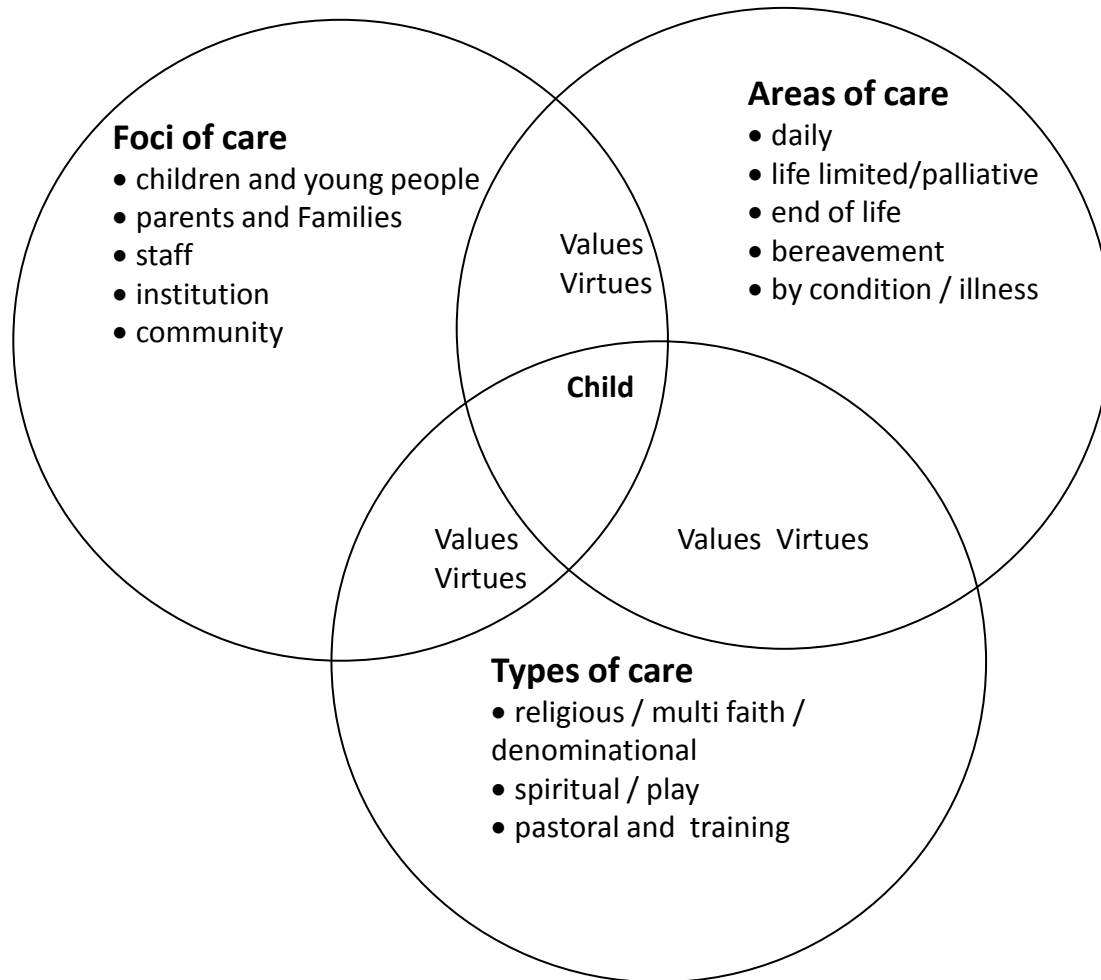 Foci of care
• children and young people
• parents and Families
• staff
• institution
• community
Areas of care
• daily
• life limited/palliative
• end of life
• bereavement
• by condition / illness
Values
Virtues
Child
Values
Virtues
Values Virtues
Types of care
• religious / multi faith /
denominational
• spiritual / play
• pastoral and training